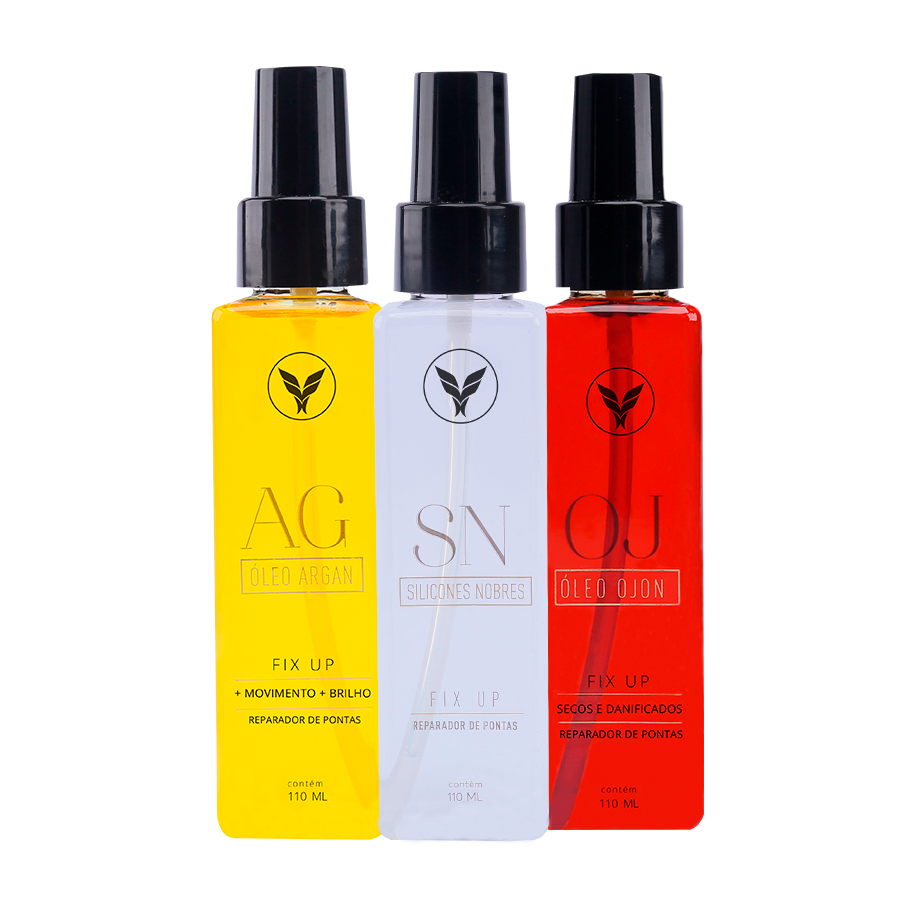 AG
ÓLEO ARGAN
FIX UP
+ MOVIMENTO + BRILHO
REPARADOR DE PONTAS
contém
110 ML
SN
SILICONES NOBRES
FIX UP
REPARADOR DE PONTAS
contém
110 ML
OJ
ÓLEO OJON
FIX UP
SECOS E DANIFICADOS
REPARADOR DE PONTAS
contém
110 ML